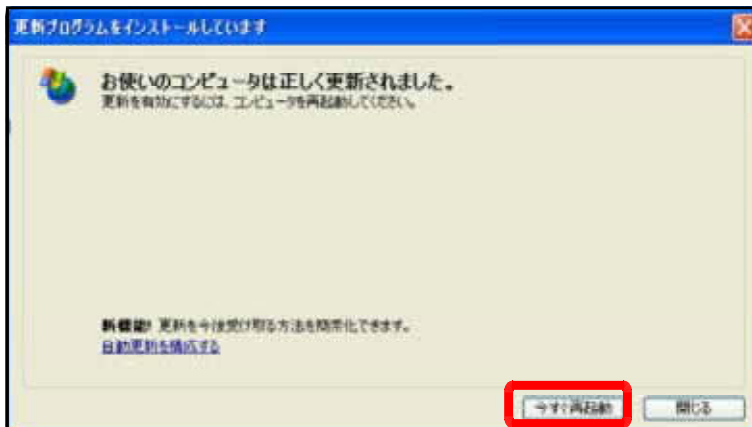 更新プログラムをインストールしています
お使いのコンピュータは正しく更新されました。
更新を有効にするには、コンピュータを再起動してください。
新機能! 更新を今後受け取る方法を簡素化できます。
自動更新を構成する
今すぐ再起動
閉じる